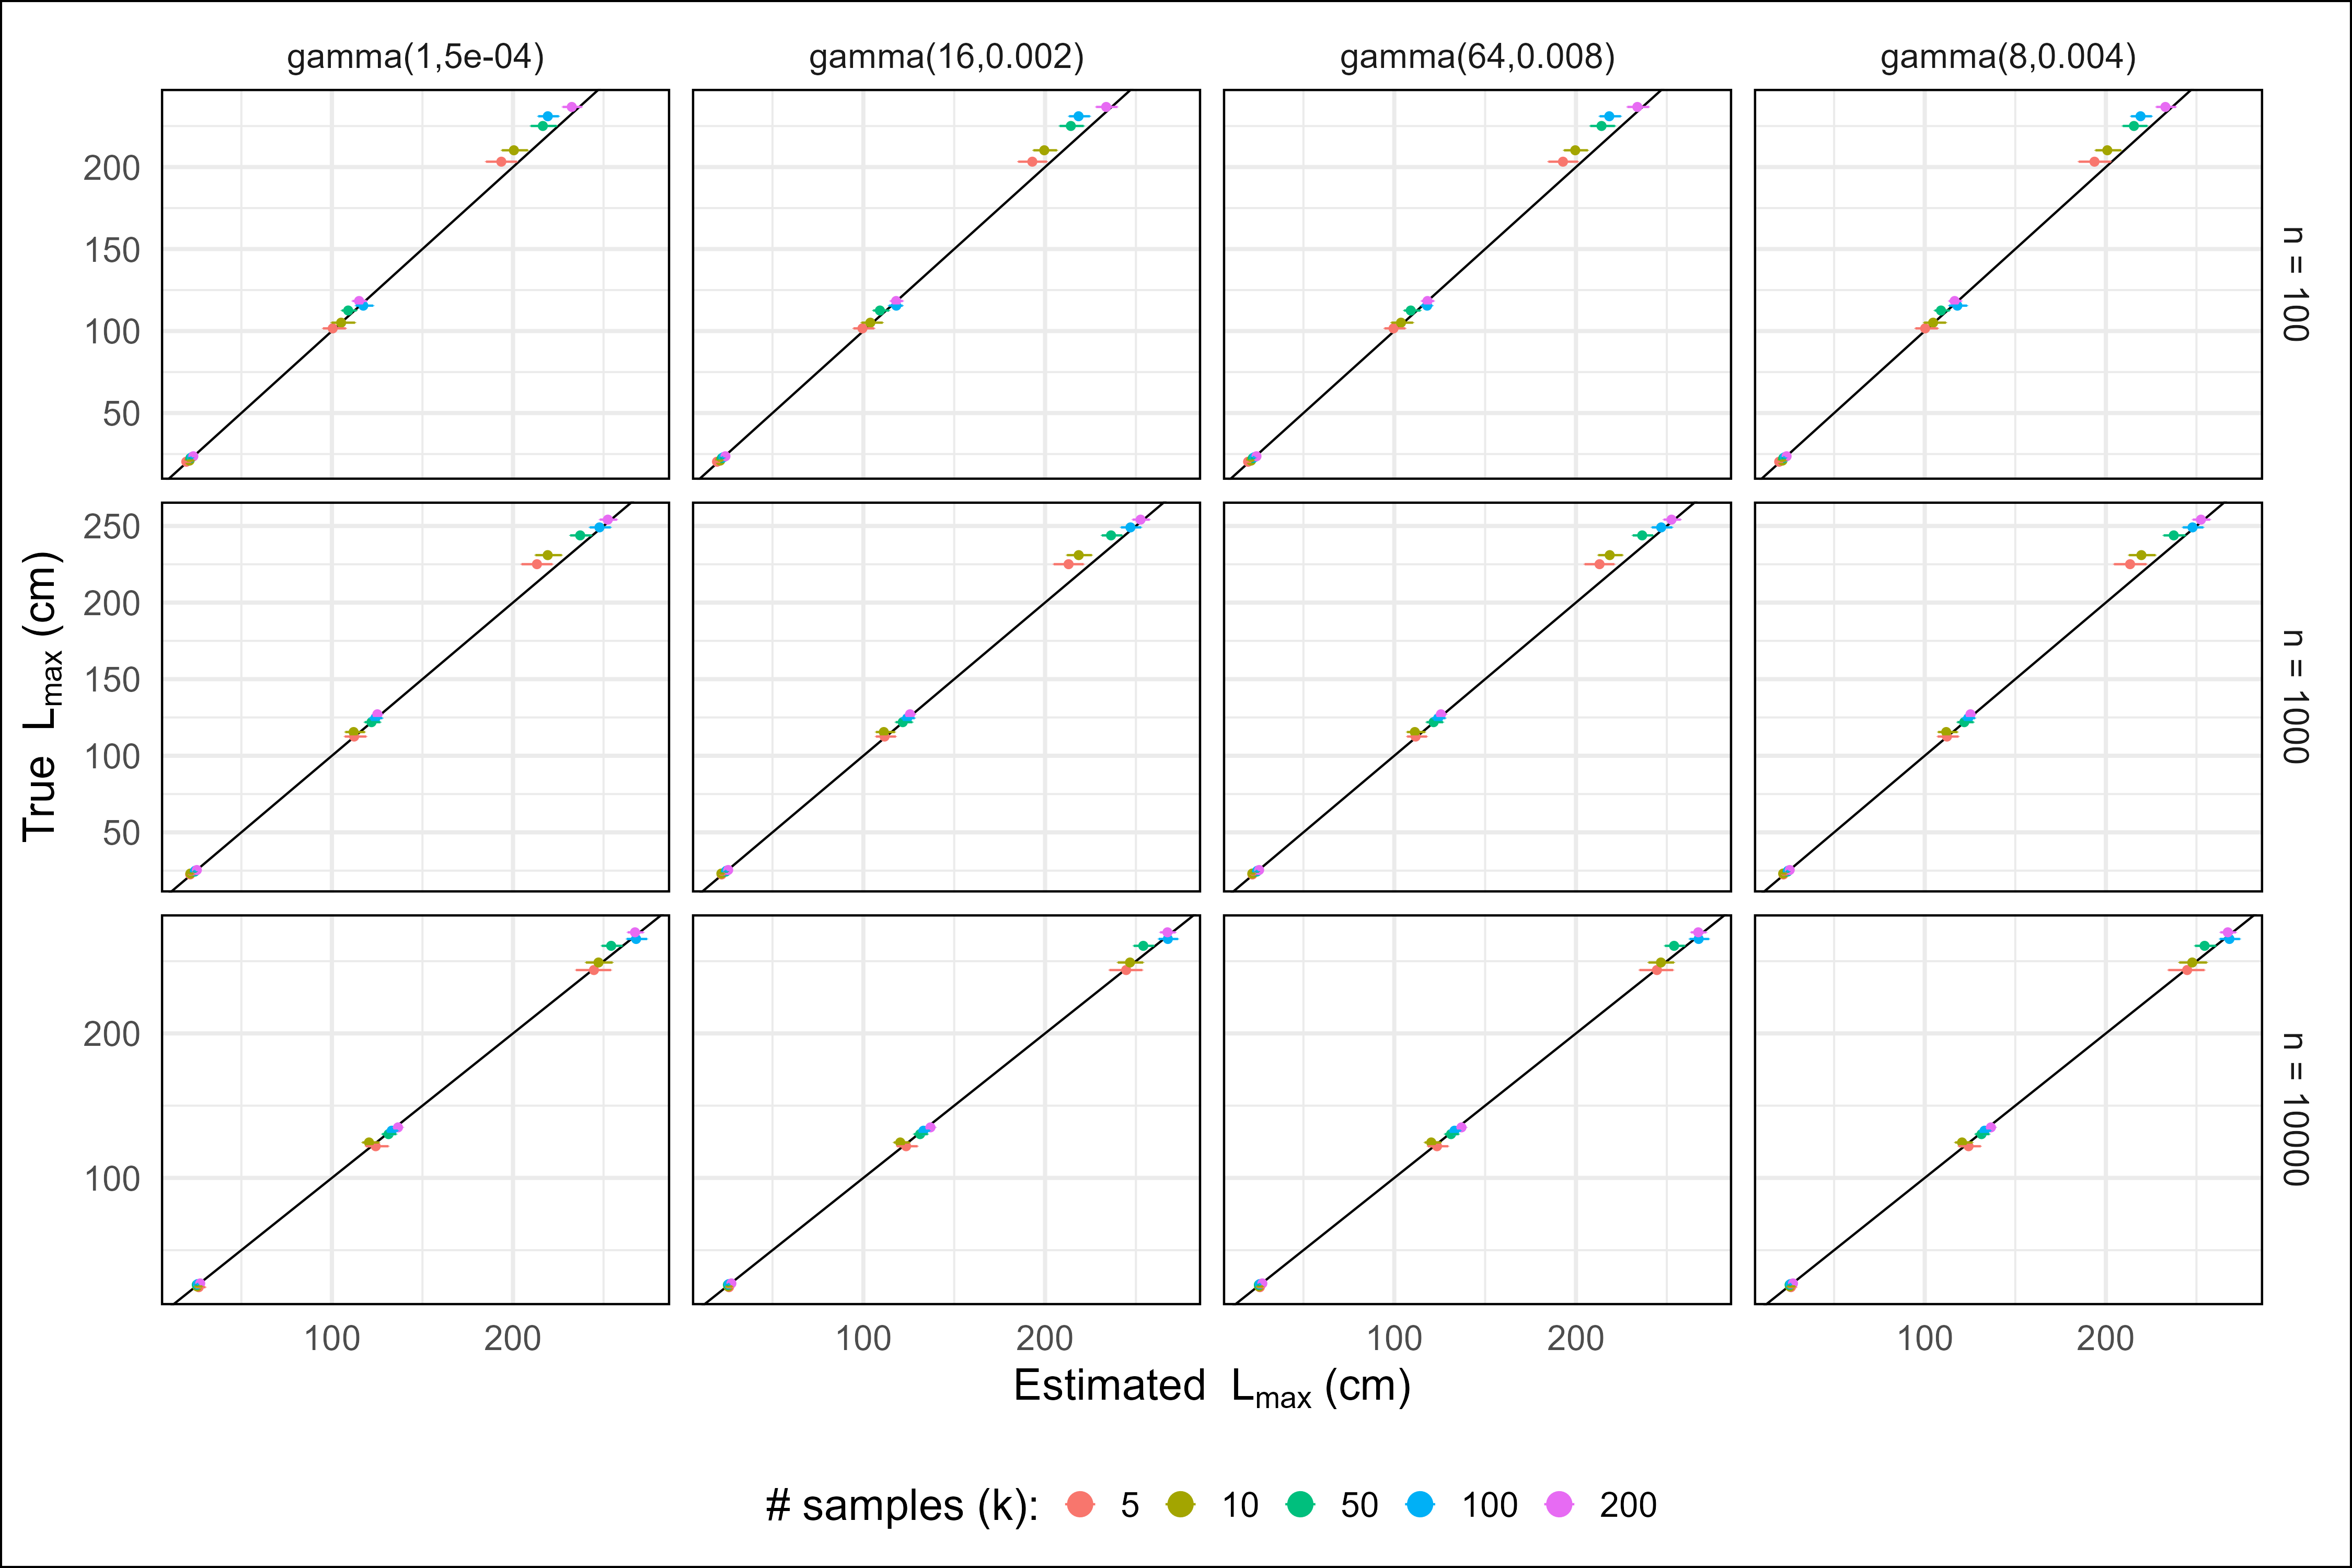 gamma(1,5e-04) gamma(16,0.002) gamma(64,0.008) gamma(8,0.004)
200
150
100
50
n = 100
250
200
150
100
50
n = 1000
200
100
n = 10000
True Lmax (cm)
100 200 100 200 100 200 100 200
Estimated Lmax (cm)
# samples (k): 5 10 50 100 200